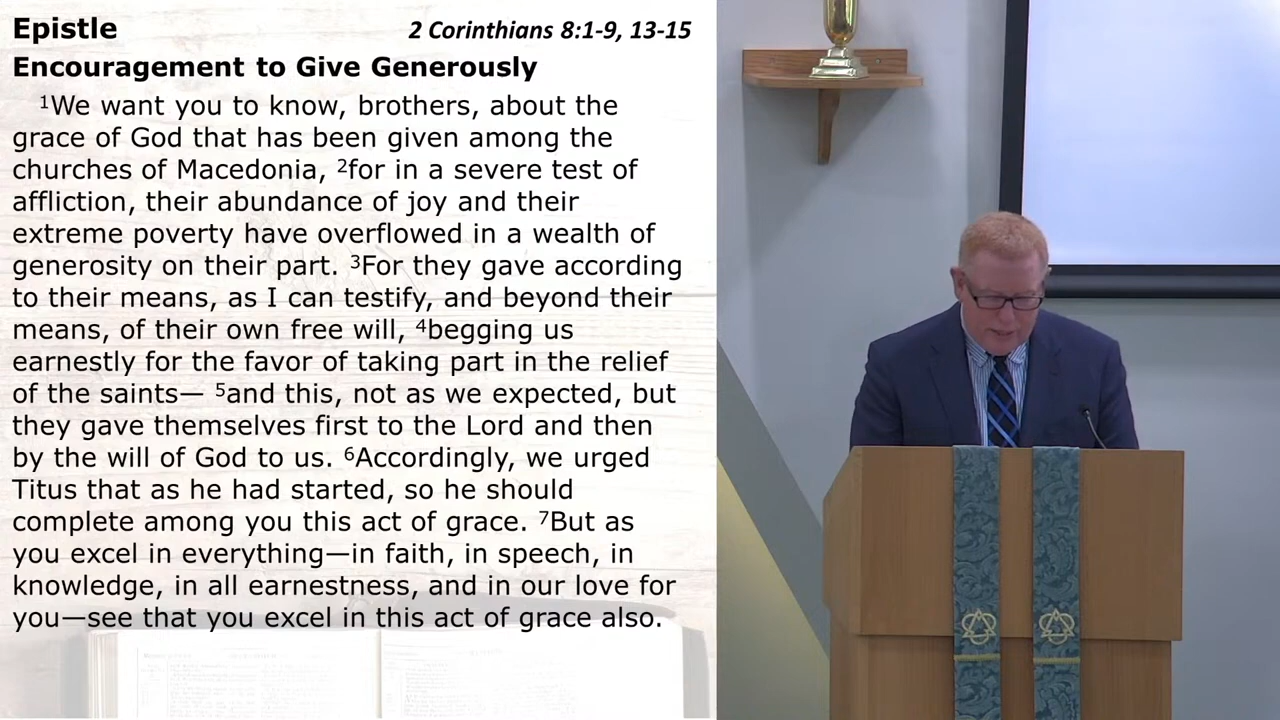 Epistle 2 Corinthians 8:1-9, 13-15
Encouragement to Give Generously
¹We want you to know, brothers, about the
grace of God that has been given among the
churches of Macedonia, ²for in a severe test of
affliction, their abundance of joy and their
extreme poverty have overflowed in a wealth of
generosity on their part. ³For they gave according
to their means, as I can testify, and beyond their
means, of their own free will, ⁴begging us
earnestly for the favor of taking part in the relief
of the saints— ⁵and this, not as we expected, but
they gave themselves first to the Lord and then
by the will of God to us. ⁶Accordingly, we urged
Titus that as he had started, so he should
complete among you this act of grace. ⁷But as
you excel in everything—in faith, in speech, in
knowledge, in all earnestness, and in our love for
you—see that you excel in this act of grace also.